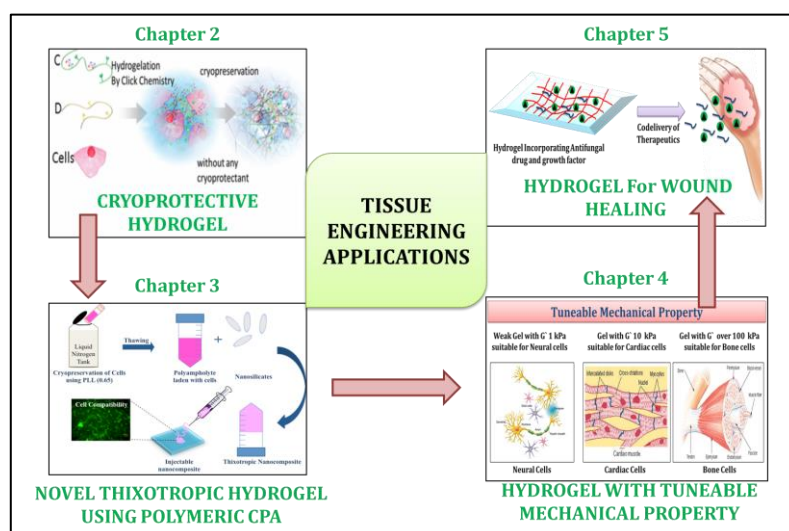 Chapter 2
C
Hydrogelation
By Click Chemistry
cryopreservation
D
Cells
without any
cryoprotectant
CRYOPROTECTIVE
HYDROGEL
Chapter 5
Hydrogel Incorporating Antifungal
drug and growth factor
Codelivery of
Therapeutics
HYDROGEL For WOUND
HEALING
TISSUE
ENGINEERING
APPLICATIONS
Chapter 3
Liquid
Nitrogen
Tank
Thawing
Cryopreservation of Cells
using PLL (0.65)
Polyampholyte
laden with cells
Nanosilicates
Cell Compatibility
Injectable
nanocomposite
Thixotropic Nanocomposite
NOVEL THIXOTROPIC HYDROGEL
USING POLYMERIC CPA
Chapter 4
Tuneable Mechanical Property
Weak Gel with G' 1 kPa
suitable for Neural cells
Gel with G' 10 kPa
suitable for Cardiac cells
Gel with G' over 100 kPa
suitable for Bone cells
Cardiac muscle
Neural Cells
Cardiac Cells
Bone Cells
HYDROGEL WITH TUNEABLE
MECHANICAL PROPERTY